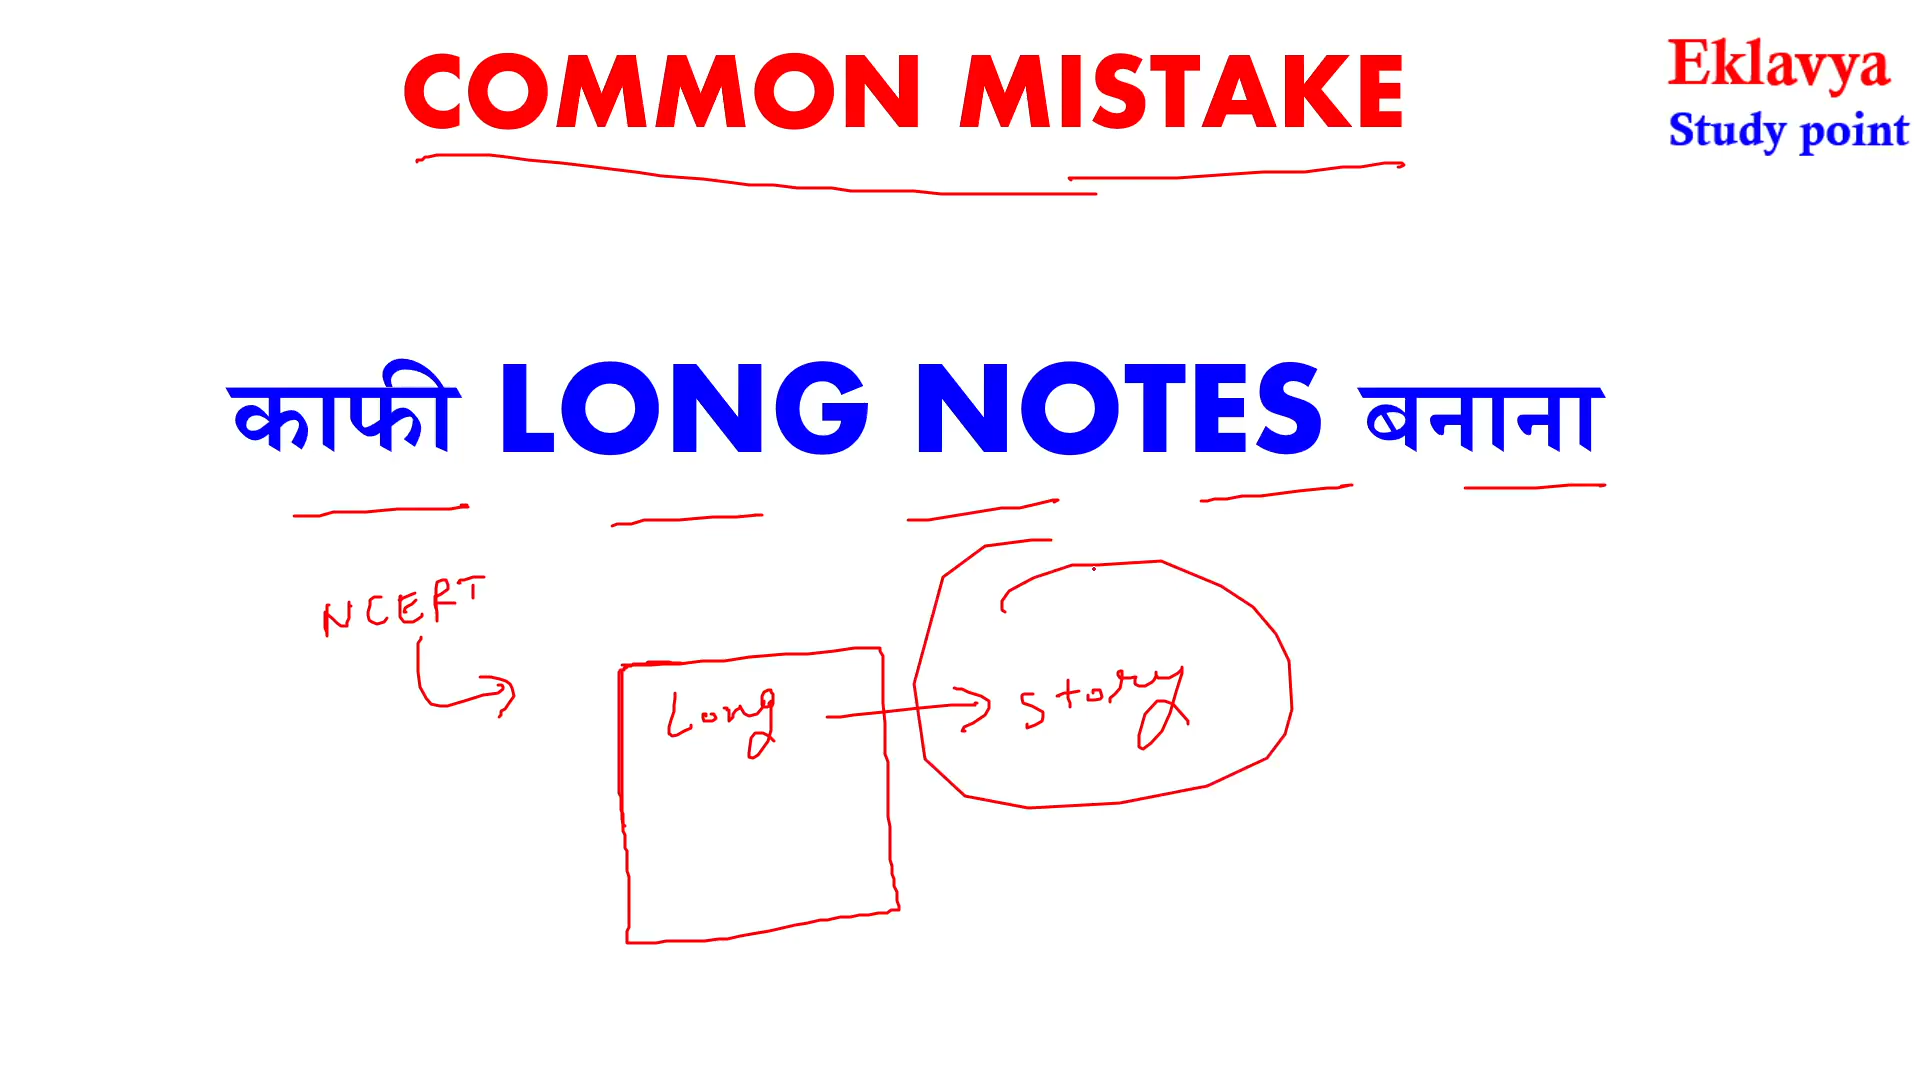 COMMON MISTAKE
Eklavya
Study point
काफी LONG NOTES बनाना
NCERT
Long
Story